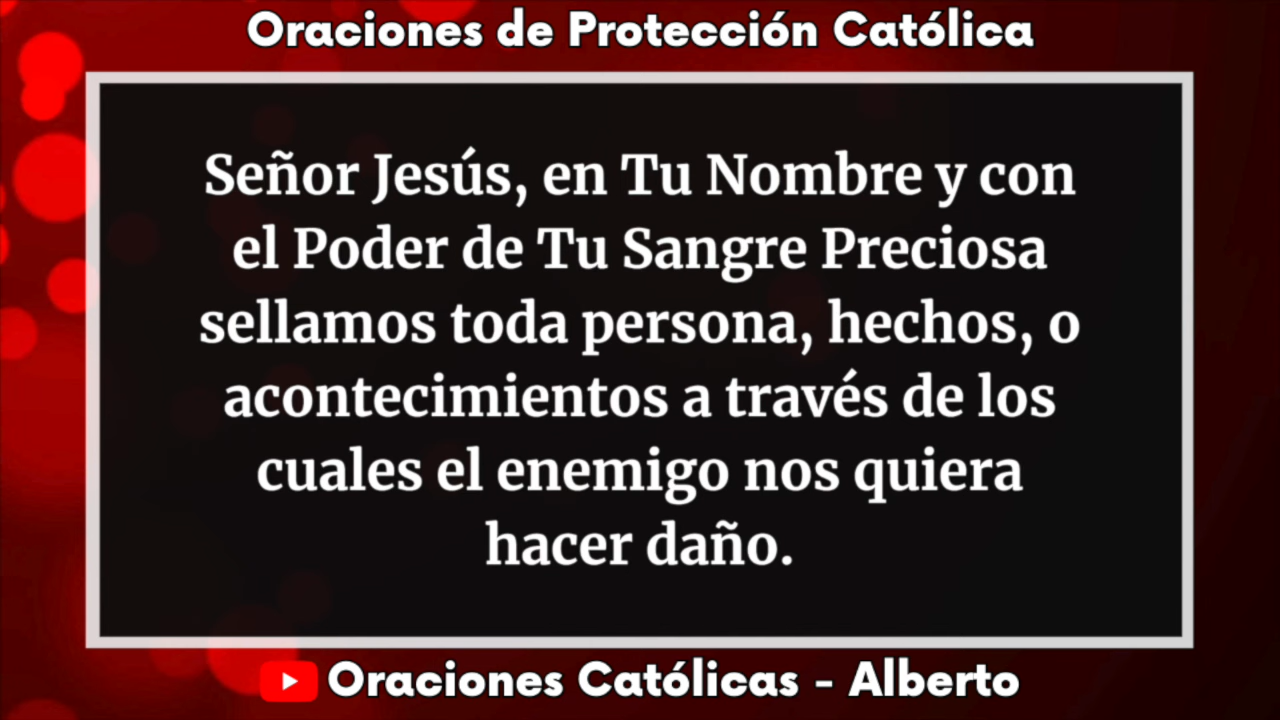 Oraciones de Protección Católica
Señor Jesús, en Tu Nombre y con
el Poder de Tu Sangre Preciosa
sellamos toda persona, hechos, o
acontecimientos a través de los
cuales el enemigo nos quiera
hacer daño.
Oraciones Católicas - Alberto